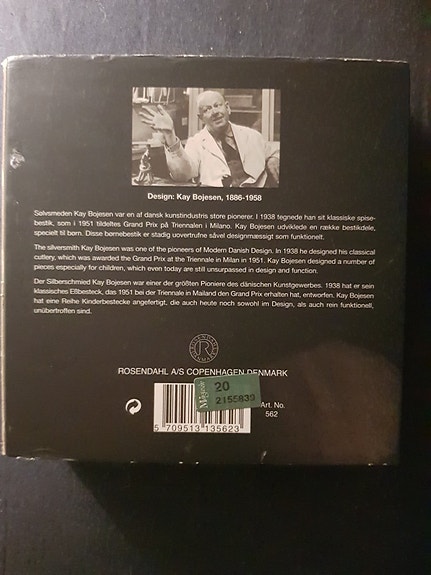 Design: Kay Bojesen, 1886-1958
Sølvsmeden Kay Bojesen var en af dansk kunstindustris store pionerer. I 1938 tegnede han sit klassiske spise-
bestik, som i 1951 tildeltes Grand Prix på Triennalen i Milano. Kay Bojesen udviklede en række bestikdele,
specielt til børn. Disse børnebestik er stadig uovertrufne såvel designmæssigt som funktionelt.
The silversmith Kay Bojesen was one of the pioneers of Modern Danish Design. In 1938 he designed his classical
cutlery, which was awarded the Grand Prix at the Triennale in Milan in 1951. Kay Bojesen designed a number of
pieces especially for children, which even today are still unsurpassed in design and function.
Der Silberschmied Kay Bojesen war einer der größten Pioniere des dänischen Kunstgewerbes. 1938 hat er sein
klassisches Eßbesteck, das 1951 bei der Triennale in Mailand den Grand Prix erhalten hat, entworfen. Kay Bojesen
hat eine Reihe Kinderbestecke angefertigt, die auch heute noch sowohl im Design, als auch rein funktionell,
unübertroffen sind.
ROSENDAHL
R
DENMARK
ROSENDAHL A/S COPENHAGEN DENMARK
20
2155839
Art. No.
562
5 709513 135623